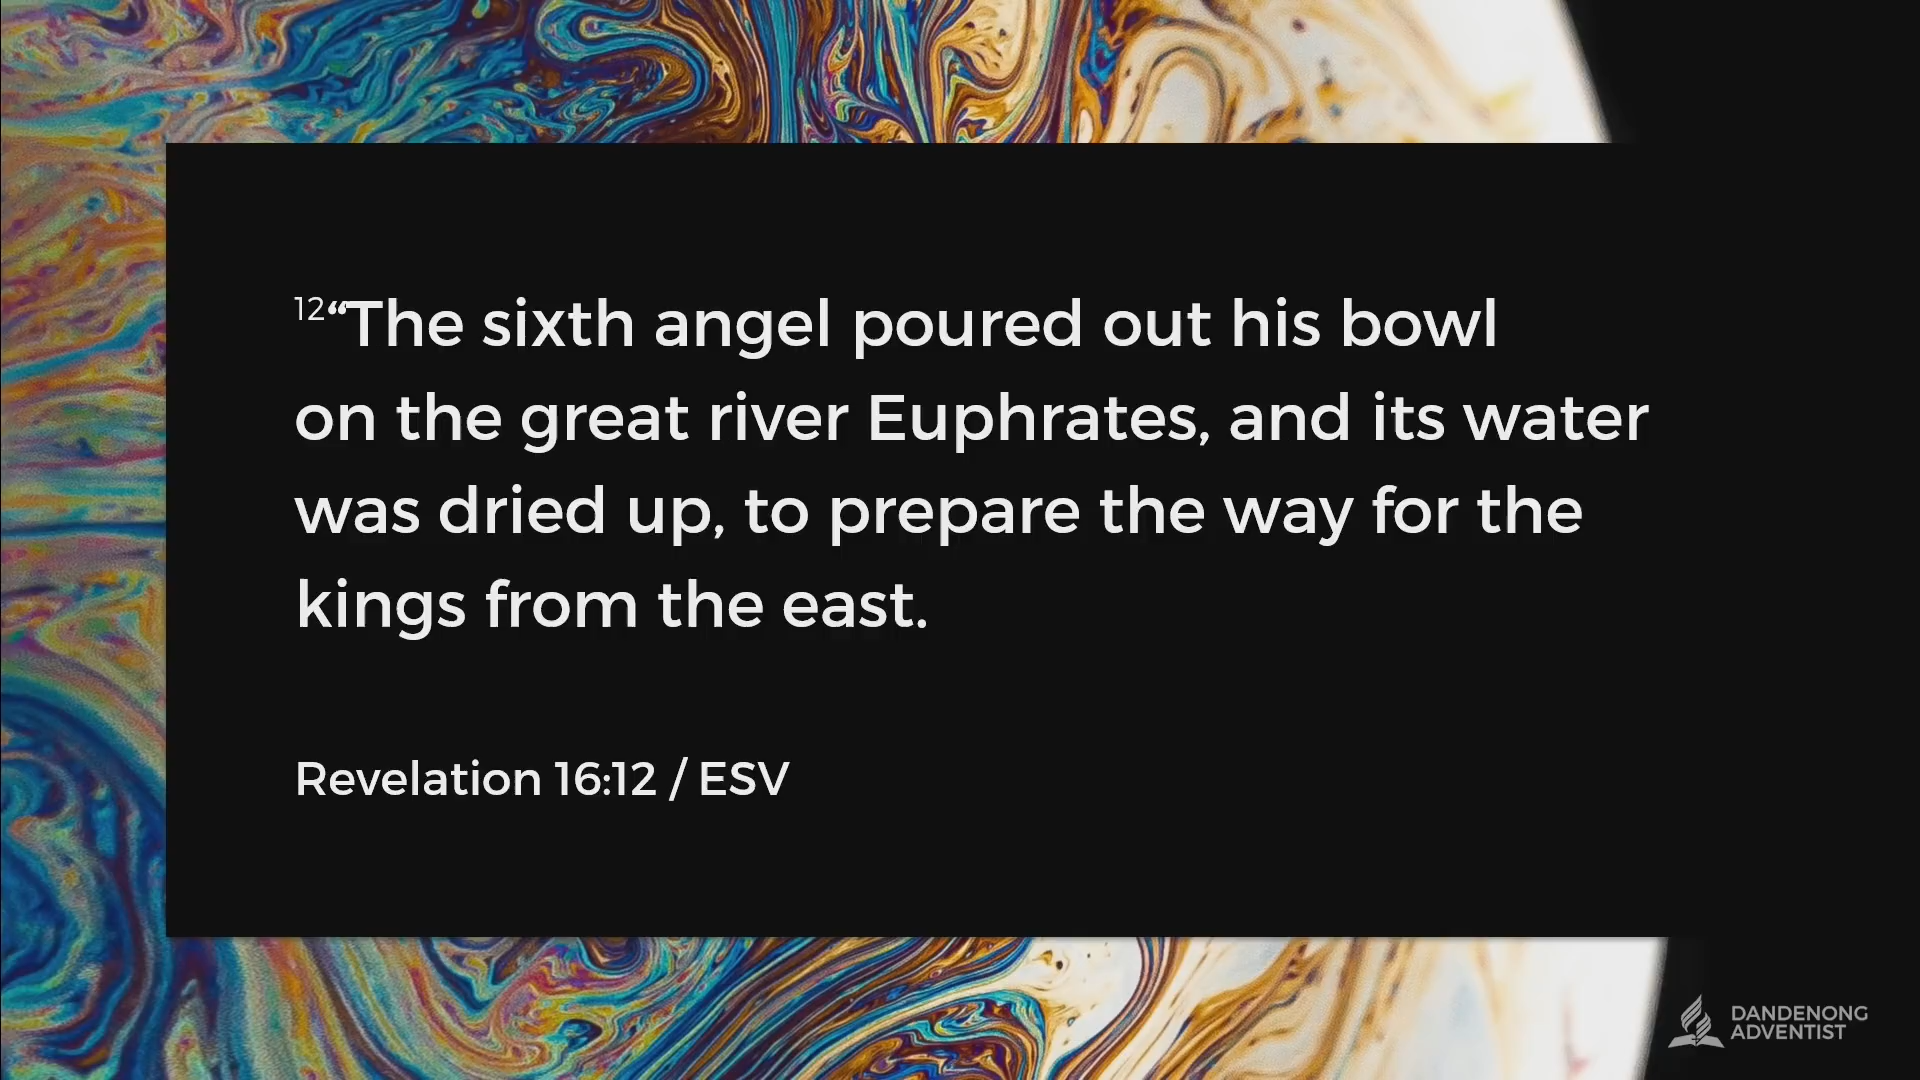 12“The sixth angel poured out his bowl
on the great river Euphrates, and its water
was dried up, to prepare the way for the
kings from the east.
Revelation 16:12 / ESV
DANDENONG
ADVENTIST